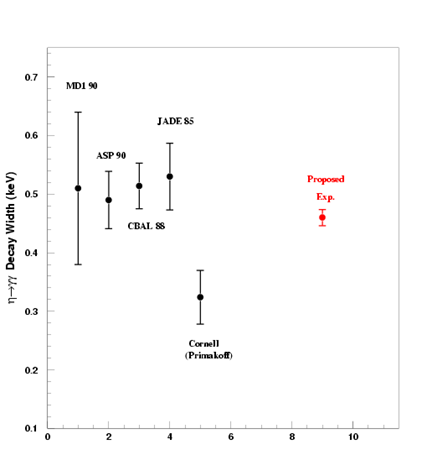 0.7
MD1 90
JADE 85
0.6
ASP 90
Proposed
Exp.
0.5
CBAL 88
0.4
η→γγ Decay Width (keV)
0.3
Cornell
(Primakoff)
0.2
0.1
0 2 4 6 8 10